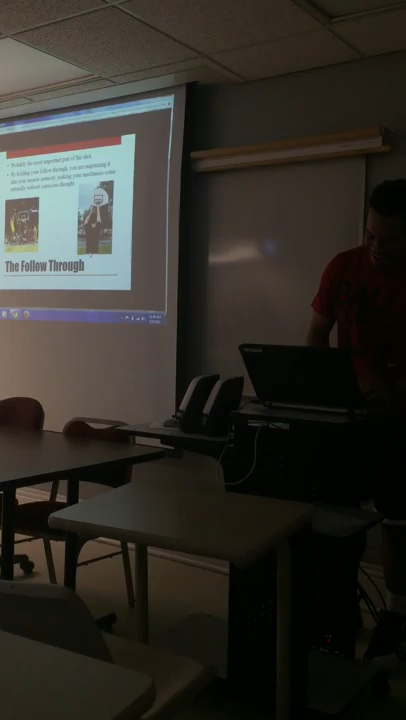 • Probably the most important part of the shot
• By holding your follow through, you are engraining it
into your muscle memory, making your mechanics come
naturally without conscious thought.
The Follow Through